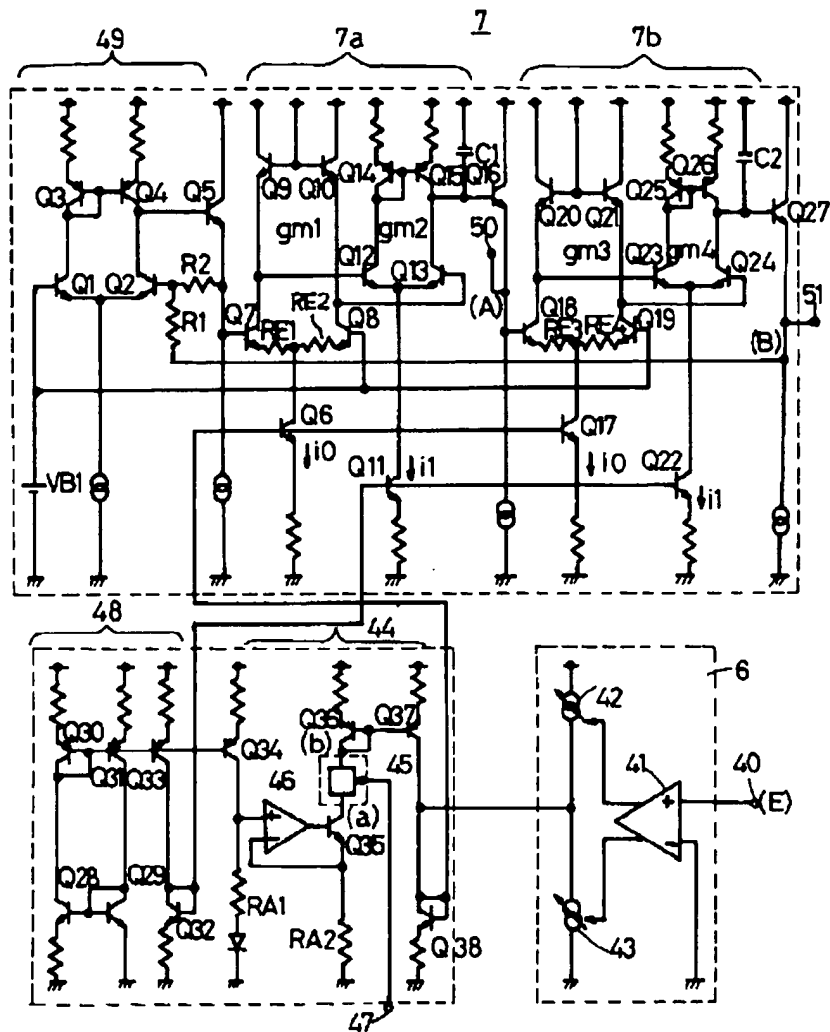 7
49
7a
7b
Q3
Q4
Q5
Q9
Q10
Q14
Q15
C1
Q16
Q20
Q21
Q25
Q26
C2
Q27
gm1
gm2
50
gm3
gm4
Q1
Q2
R2
Q12
Q13
Q23
Q24
51
R1
Q7
RE1
RE2
Q8
(A)
Q18
RE3
RE4
Q19
(B)
Q6
Q17
VB1
i0
Q11
i1
i0
Q22
i1
48
44
6
Q30
Q31
Q33
Q34
Q36
Q37
42
(b)
45
41
40
46
+
+
(E)
(a)
-
-
Q28
Q29
Q35
Q32
RA1
RA2
Q38
43
47